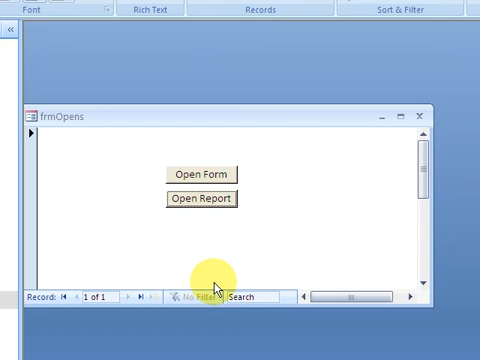 Font Rich Text Records Sort & Filter
«
frmOpens
Open Form
Open Report
Record: 1 of 1 No Filter Search